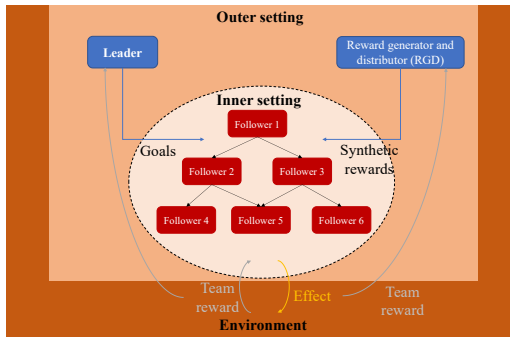 Outer setting
Leader
Reward generator and
distributor (RGD)
Inner setting
Follower 1
Goals
Synthetic
rewards
Follower 2
Follower 3
Follower 4
Follower 5
Follower 6
Team
reward
Effect
Team
reward
Environment